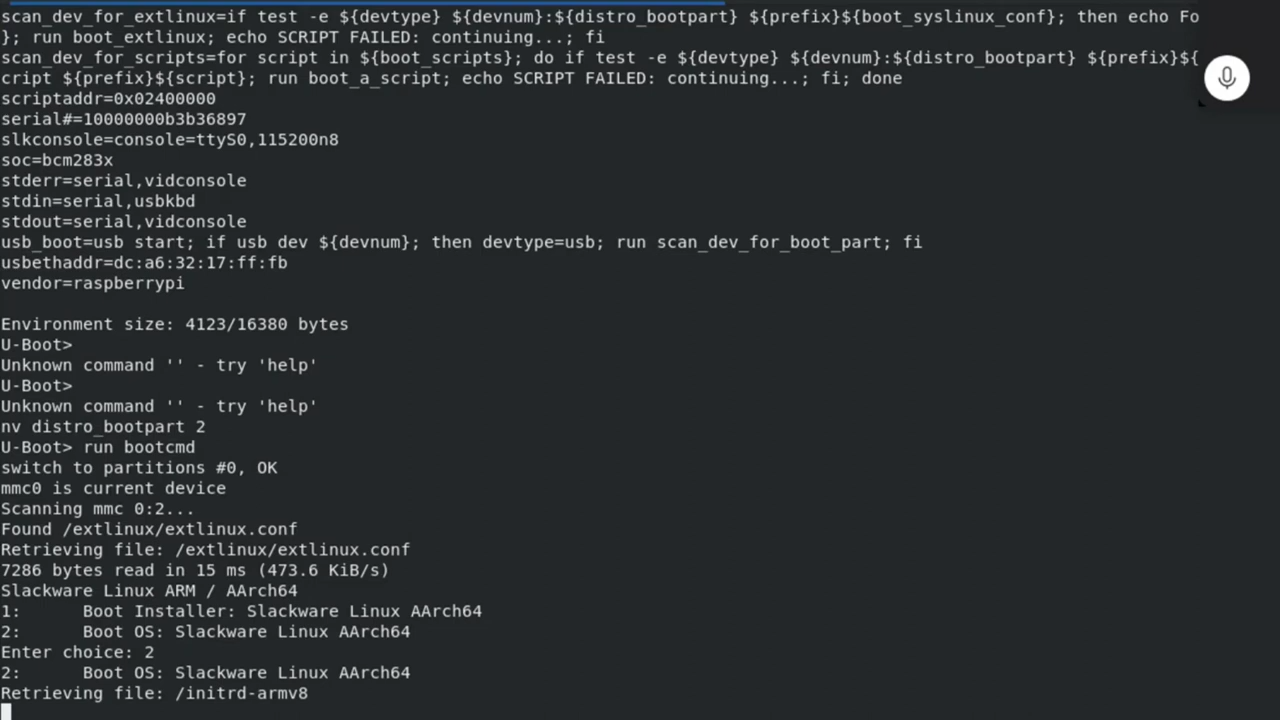 scan_dev_for_extlinux=if test -e ${devtype} ${devnum}:${distro_bootpart} ${prefix}${boot_syslinux_conf}; then echo Fo
}; run boot_extlinux; echo SCRIPT FAILED: continuing...; fi
scan_dev_for_scripts=for script in ${boot_scripts}; do if test -e ${devtype} ${devnum}:${distro_bootpart} ${prefix}${
cript ${prefix}${script}; run boot_a_script; echo SCRIPT FAILED: continuing...; fi; done
scriptaddr=0x02400000
serial#=10000000b3b36897
slkconsole=console=ttyS0,115200n8
soc=bcm283x
stderr=serial,vidconsole
stdin=serial,usbkbd
stdout=serial,vidconsole
usb_boot=usb start; if usb dev ${devnum}; then devtype=usb; run scan_dev_for_boot_part; fi
usbethaddr=dc:a6:32:17:ff:fb
vendor=raspberrypi
Environment size: 4123/16380 bytes
U-Boot>
Unknown command '' - try 'help'
U-Boot>
Unknown command '' - try 'help'
nv distro_bootpart 2
U-Boot> run bootcmd
switch to partitions #0, OK
mmc0 is current device
Scanning mmc 0:2...
Found /extlinux/extlinux.conf
Retrieving file: /extlinux/extlinux.conf
7286 bytes read in 15 ms (473.6 KiB/s)
Slackware Linux ARM / AArch64
1:      Boot Installer: Slackware Linux AArch64
2:      Boot OS: Slackware Linux AArch64
Enter choice: 2
2:      Boot OS: Slackware Linux AArch64
Retrieving file: /initrd-armv8